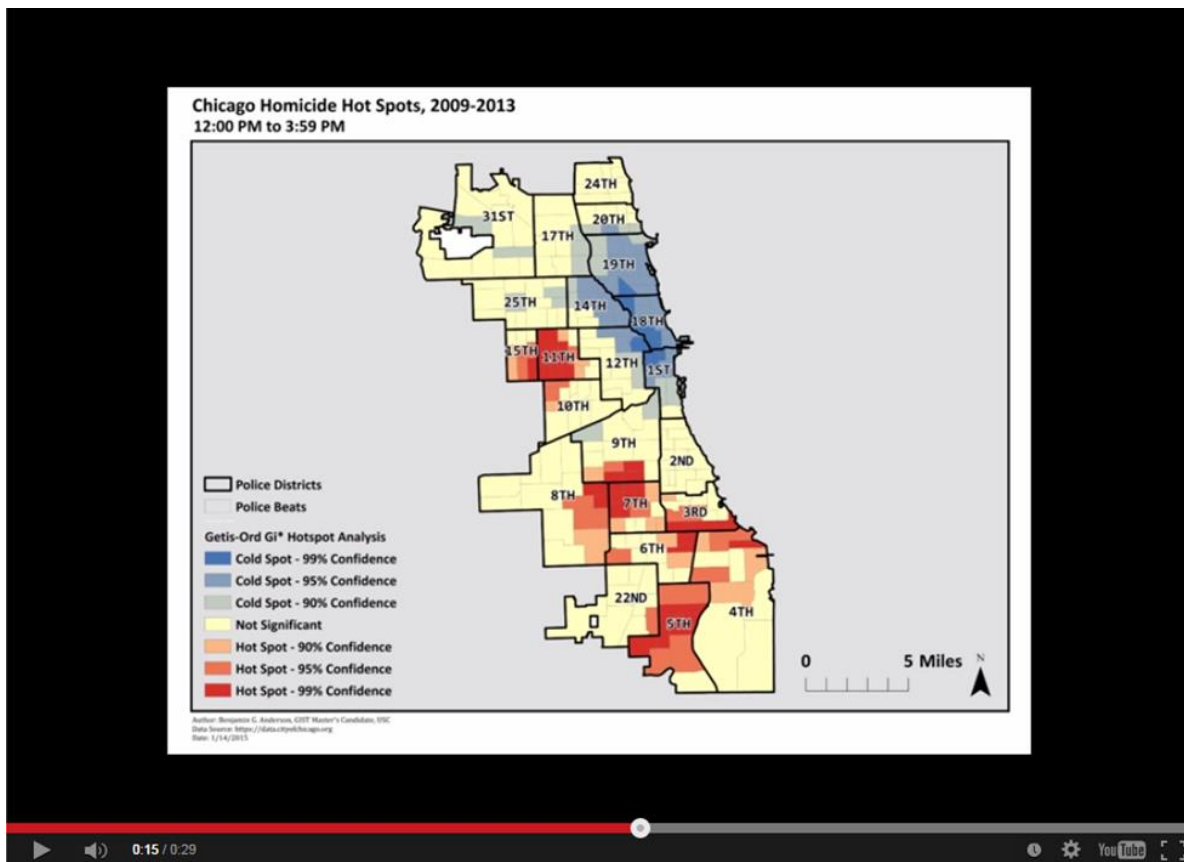 Chicago Homicide Hot Spots, 2009-2013
12:00 PM to 3:59 PM
24TH
31ST
20TH
17TH
19TH
25TH
14TH
18TH
15TH
11TH
12TH
1ST
10TH
9TH
2ND
8TH
7TH
3RD
6TH
22ND
4TH
5TH
Police Districts
Police Beats
Getis-Ord Gi* Hotspot Analysis
Cold Spot - 99% Confidence
Cold Spot - 95% Confidence
Cold Spot - 90% Confidence
Not Significant
Hot Spot - 90% Confidence
Hot Spot - 95% Confidence
Hot Spot - 99% Confidence
0 5 Miles N
Author: Benjamin G. Anderson, GIST Master's Candidate, USC
Data Source: https://data.cityofchicago.org
Date: 1/14/2015
0:15 / 0:29
YouTube